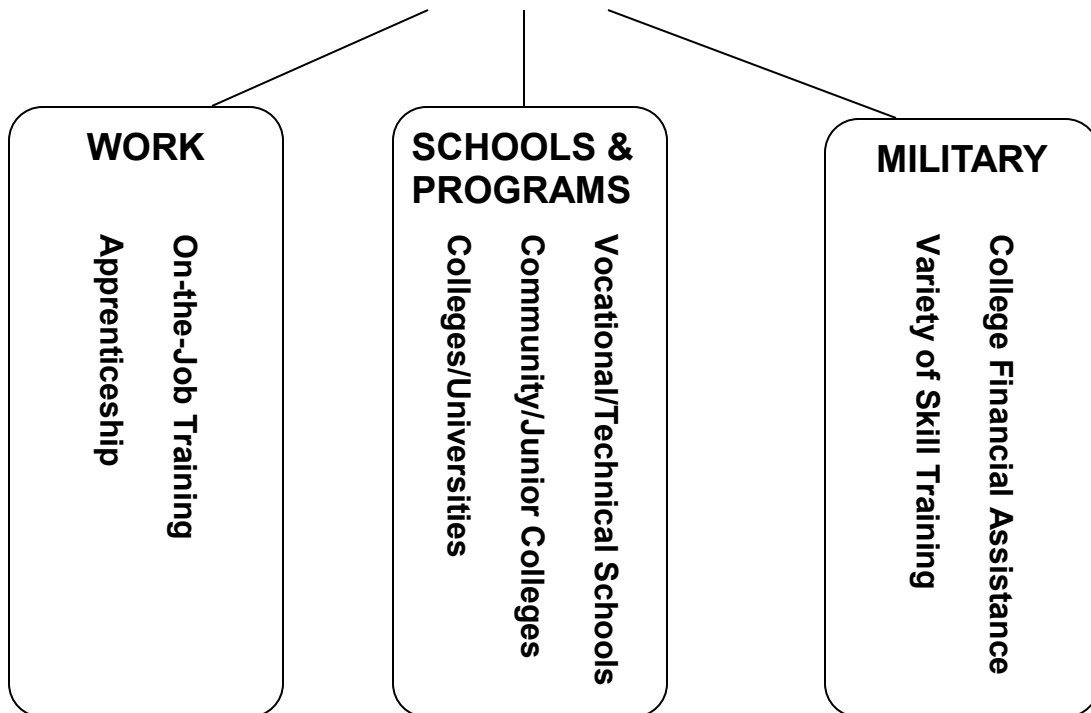 WORK
On-the-Job Training
Apprenticeship
SCHOOLS &
PROGRAMS
Vocational/Technical Schools
Community/Junior Colleges
Colleges/Universities
MILITARY
College Financial Assistance
Variety of Skill Training